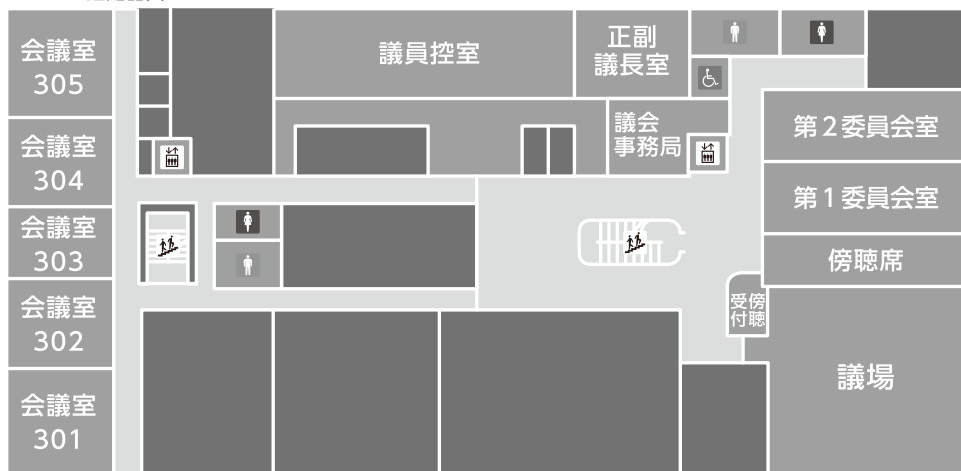 会議室
305
会議室
304
会議室
303
会議室
302
会議室
301
議員控室
正副
議長室
議会
事務局
第2委員会室
第1委員会室
傍聴席
傍聴
受付
議場